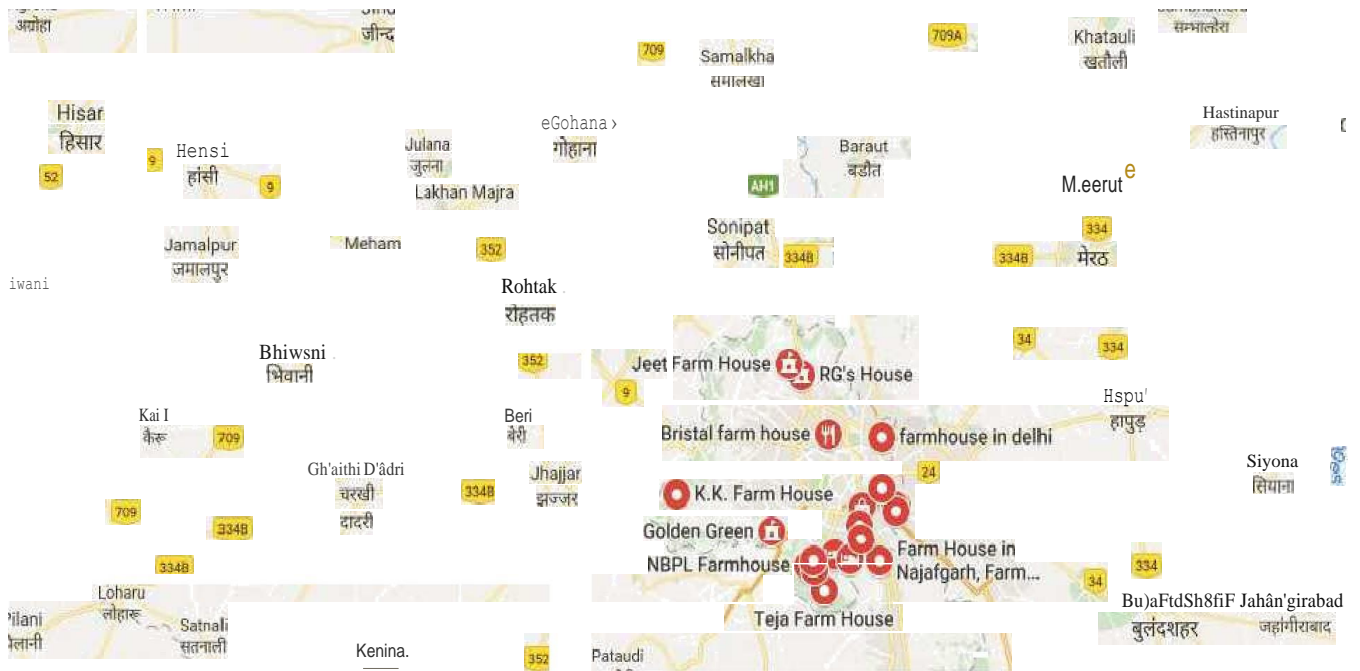 अग्रोहा
जीन्द
709
Samalkha
समालखा
709A
Khatauli
खतौली
Hisar
हिसार
52
9
Hensi
हांसी
9
Julana
जुलना
Lakhan Majra
eGohana ›
गोहाना
Baraut
बडौत
AH1
Hastinapur
हस्तिनापुर
M.eerut e
334
Jamalpur
जमालपुर
Meham
352
Sonipat
सोनीपत
334B
334B
मेरठ
iwani
Rohtak
रोहतक
Bhiwsni
भिवानी
352
9
Jeet Farm House
RG's House
34
334
Hspu'
हापुड़
Kai I
कैरू
709
Beri
बेरी
Bristal farm house
farmhouse in delhi
24
Gh'aithi D'âdri
चरखी
दादरी
334B
Jhajjar
झज्जर
K.K. Farm House
Siyona
सियाना
709
334B
Golden Green
334B
NBPL Farmhouse
Farm House in
Najafgarh, Farm...
34
334
Loharu
लोहारू
Teja Farm House
Bu)aFtdSh8fiF Jahân'girabad
बुलंदशहर
जहांगीराबाद
Pilani
Satnali
सतनाली
Kenina.
352
Pataudi